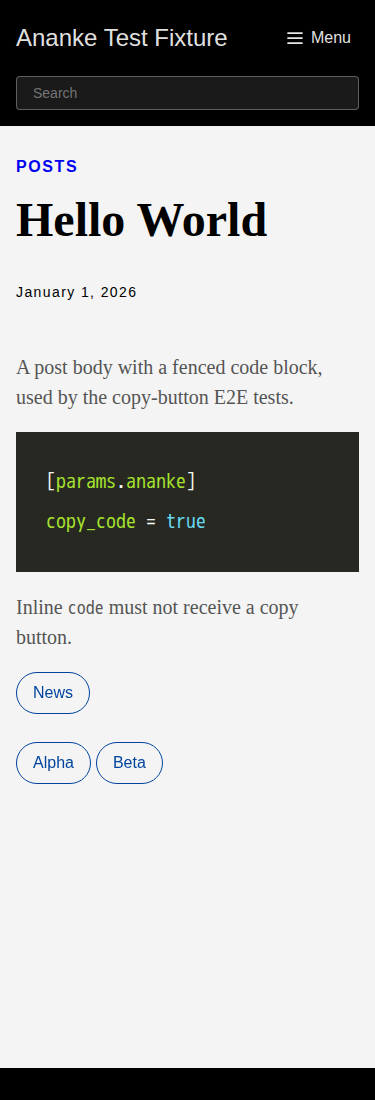 Ananke Test Fixture
Menu
Search
POSTS
Hello World
January 1, 2026
A post body with a fenced code block,
used by the copy-button E2E tests.
[params.ananke]
copy_code = true
Inline code must not receive a copy
button.
News
Alpha Beta